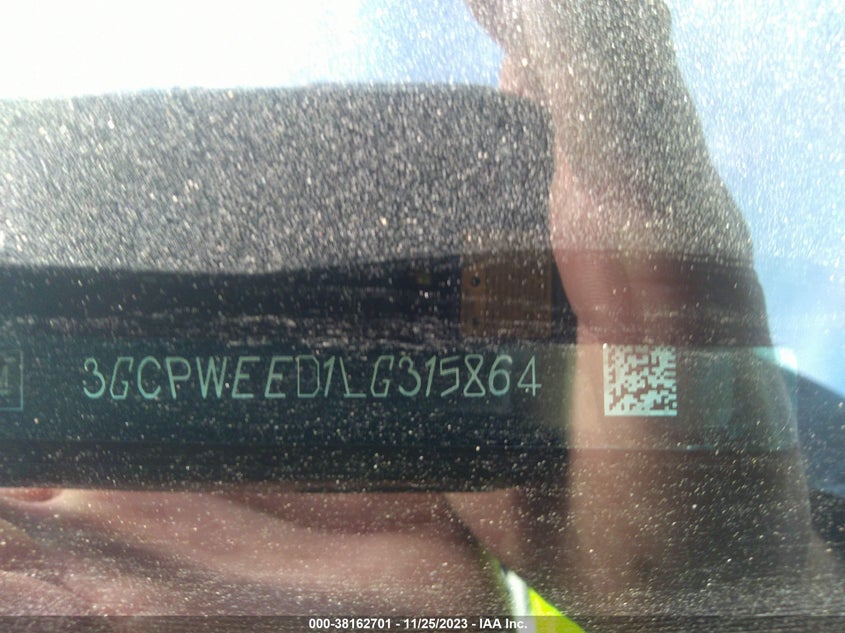 3GCPWEED1LG315864
000-38162701 - 11/25/2023 - IAA Inc.